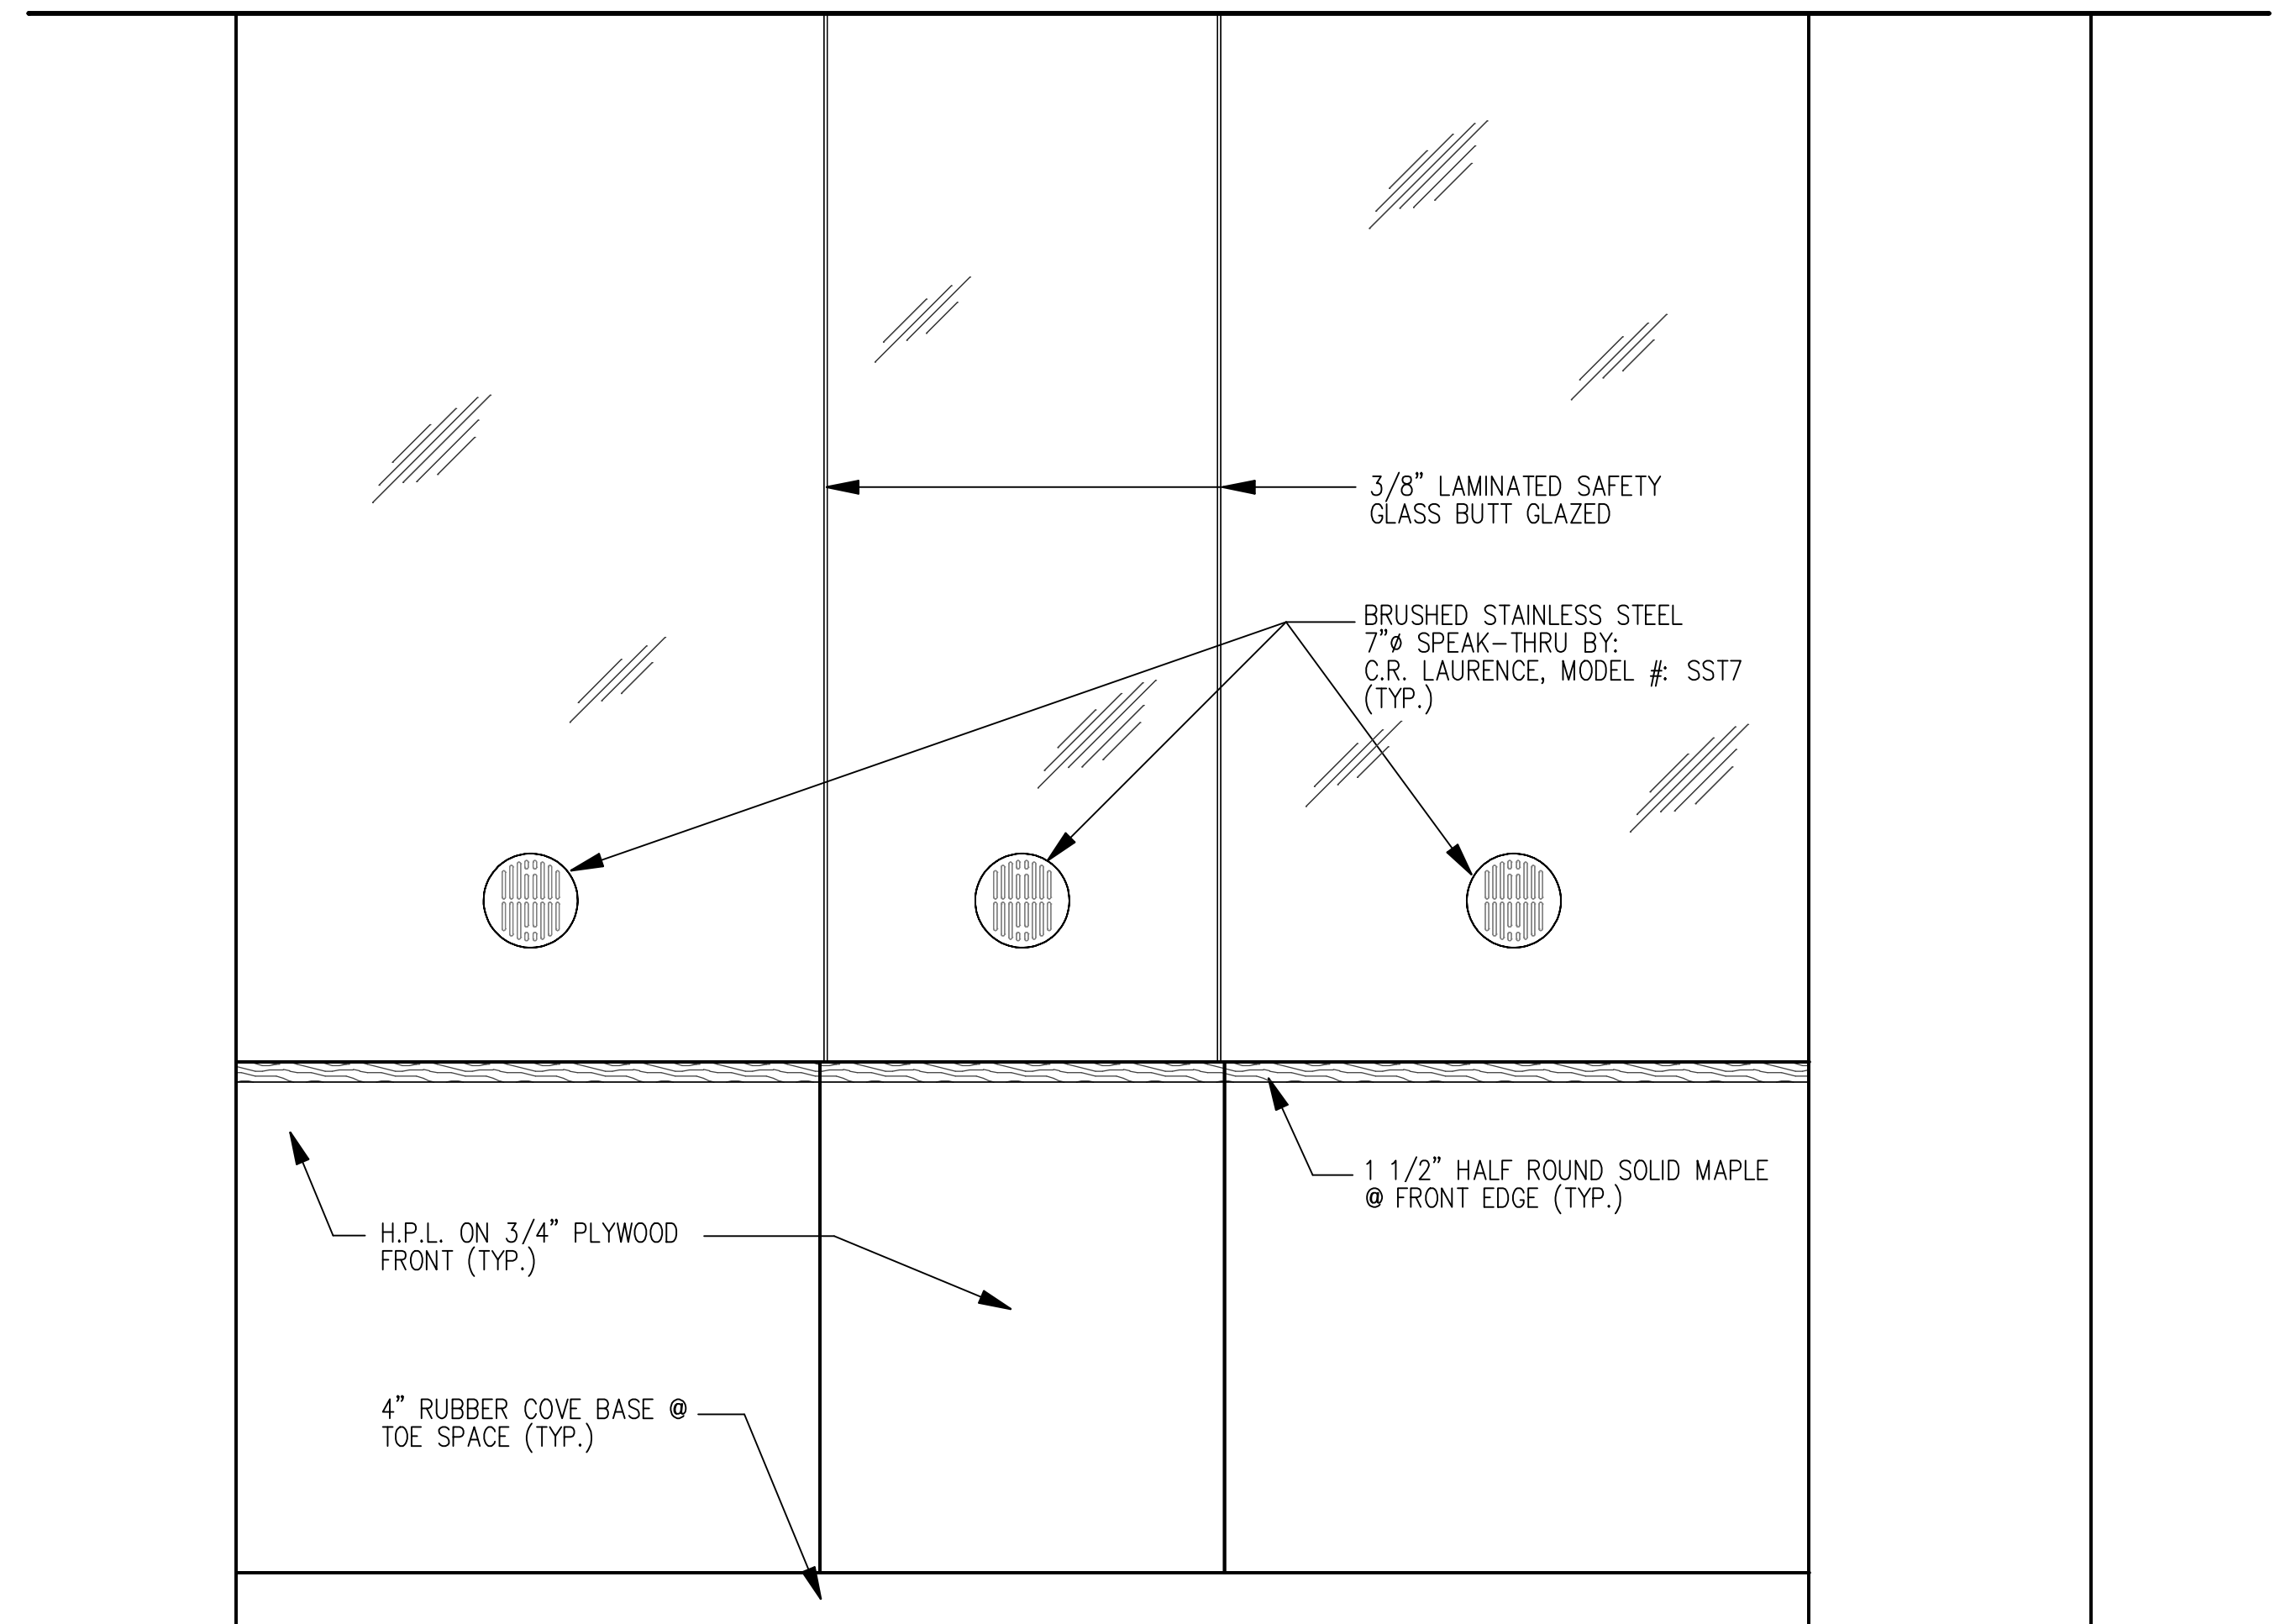 3/8" LAMINATED SAFETY
GLASS BUTT GLAZED
BRUSHED STAINLESS STEEL
7"ø SPEAK-THRU BY:
C.R. LAURENCE, MODEL #: SST7
(TYP.)
1 1/2" HALF ROUND SOLID MAPLE
@ FRONT EDGE (TYP.)
H.P.L. ON 3/4" PLYWOOD
FRONT (TYP.)
4" RUBBER COVE BASE @
TOE SPACE (TYP.)